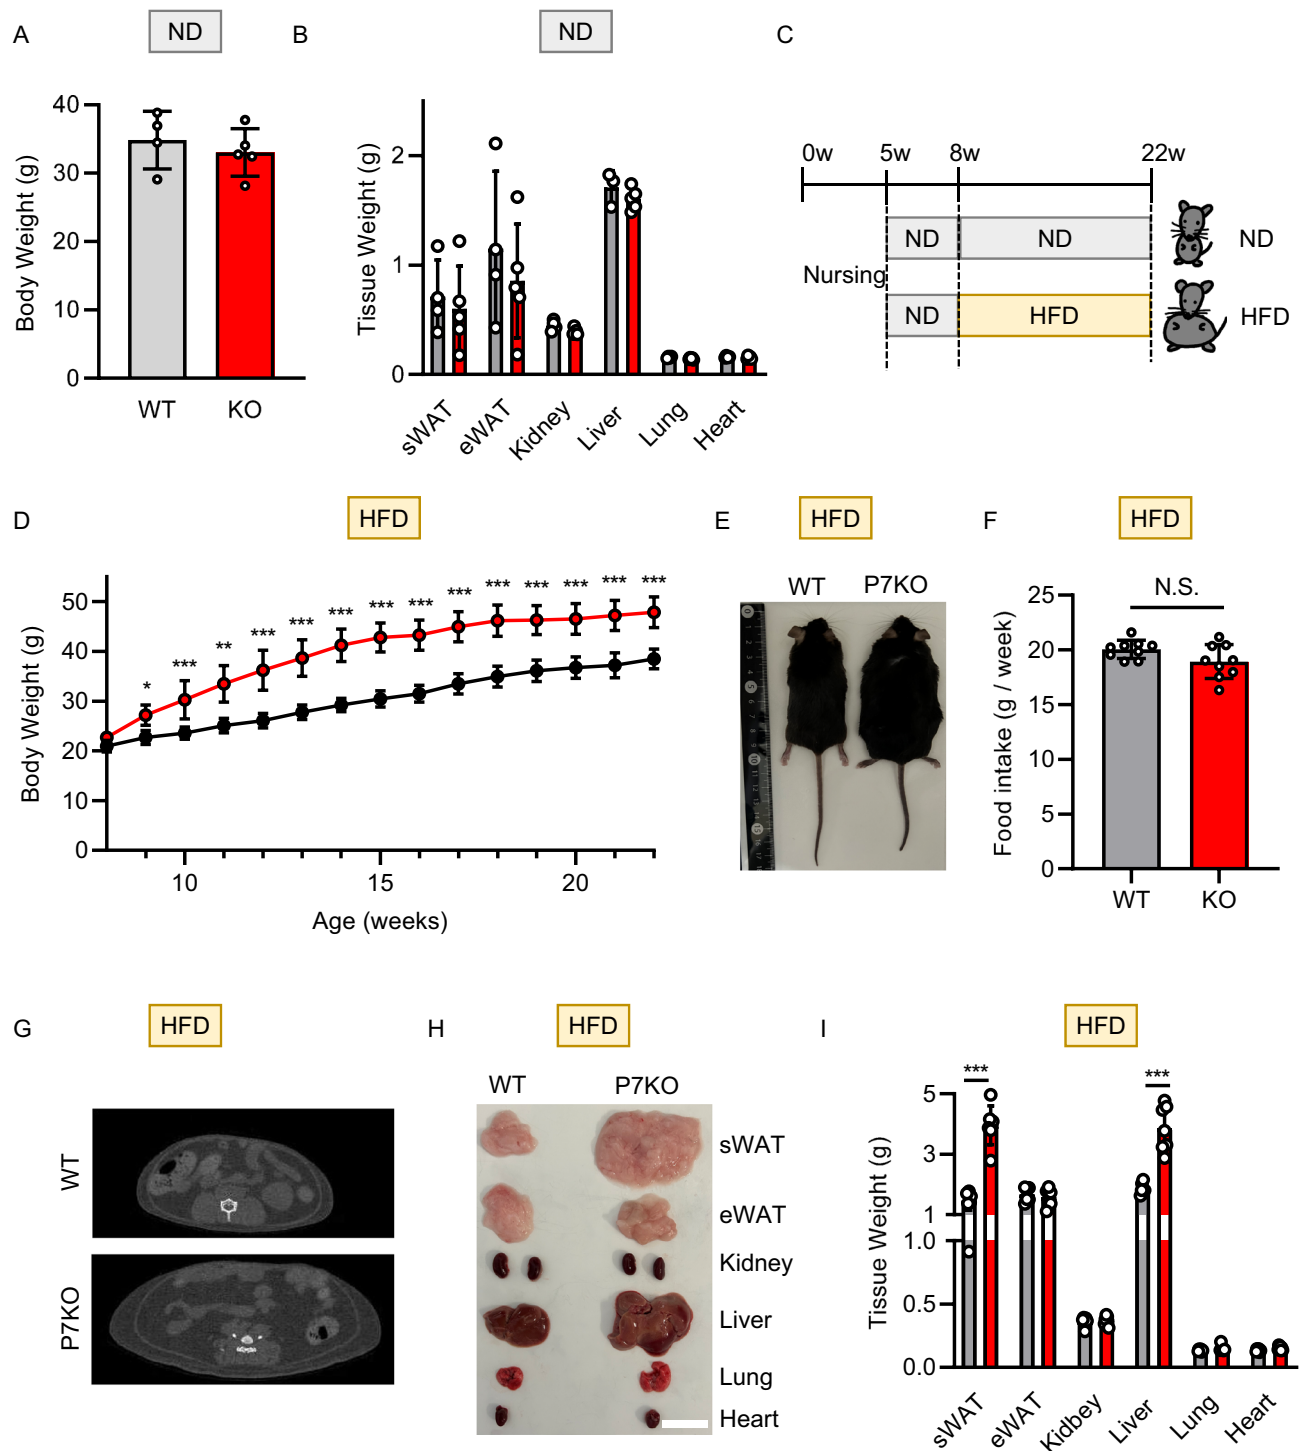 A
ND
B
ND
C
Body Weight (g)
40
30
20
10
0
WT
KO
Tissue Weight (g)
2
1
0
sWAT
eWAT
Kidney
Liver
Lung
Heart
0w
5w
8w
22w
Nursing
ND
ND
ND
ND
HFD
HFD
D
HFD
Body Weight (g)
50
40
30
20
10
0
*
***
**
***
***
***
***
***
***
***
***
***
***
***
10
15
20
Age (weeks)
E
HFD
WT
P7KO
F
HFD
Food intake (g / week)
25
20
15
10
5
0
N.S.
WT
KO
G
HFD
WT
P7KO
H
HFD
WT
P7KO
sWAT
eWAT
Kidney
Liver
Lung
Heart
I
HFD
Tissue Weight (g)
5
3
1
1.0
0.5
0.0
***
***
sWAT
eWAT
Kidbey
Liver
Lung
Heart